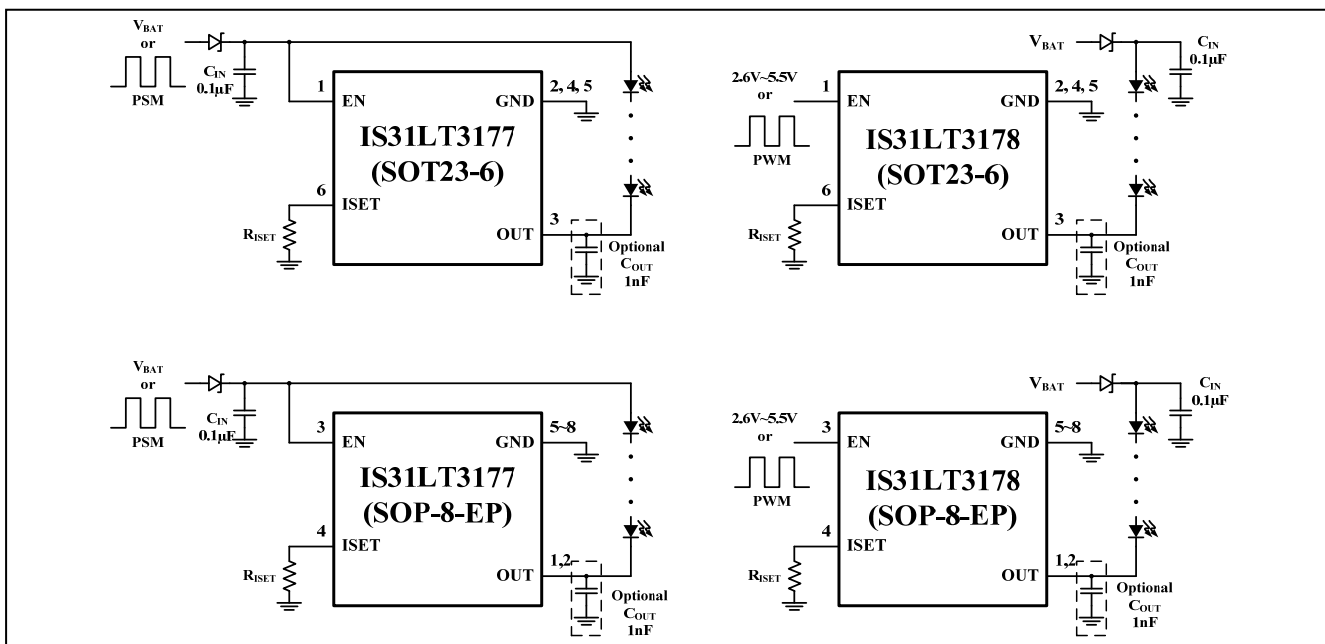 VBAT
or
PSM
CIN
0.1µF
1
EN
2, 4, 5
GND
IS31LT3177
(SOT23-6)
6
ISET
RISET
3
OUT
Optional
COUT
1nF
VBAT
CIN
0.1µF
2.6V~5.5V
or
PWM
1
EN
2, 4, 5
GND
IS31LT3178
(SOT23-6)
6
ISET
RISET
3
OUT
Optional
COUT
1nF
VBAT
or
PSM
CIN
0.1µF
3
EN
5~8
GND
IS31LT3177
(SOP-8-EP)
4
ISET
RISET
1,2
OUT
Optional
COUT
1nF
VBAT
CIN
0.1µF
2.6V~5.5V
or
PWM
3
EN
5~8
GND
IS31LT3178
(SOP-8-EP)
4
ISET
RISET
1,2
OUT
Optional
COUT
1nF